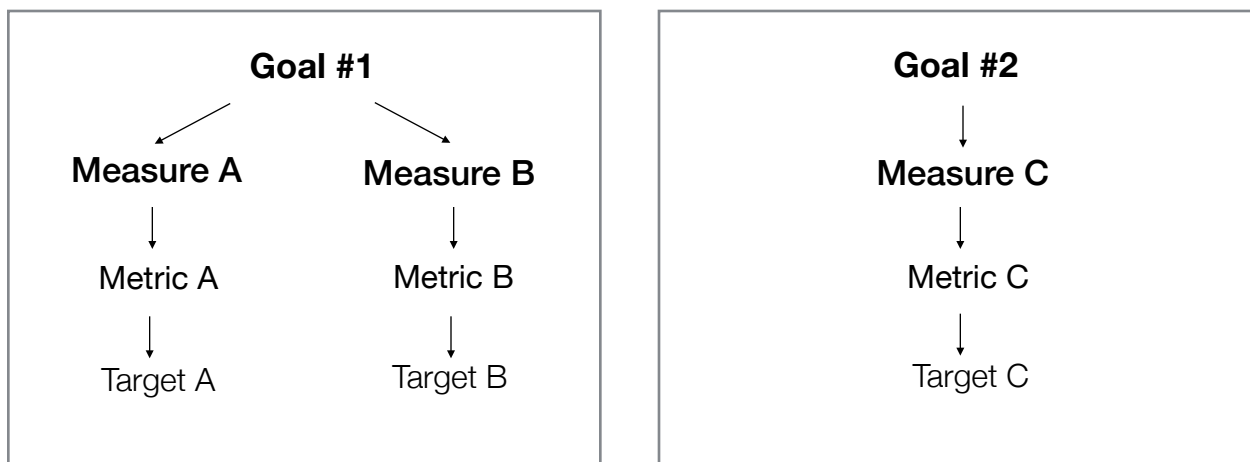 Goal #1
Measure A
Measure B
Metric A
Metric B
Target A
Target B
Goal #2
Measure C
Metric C
Target C